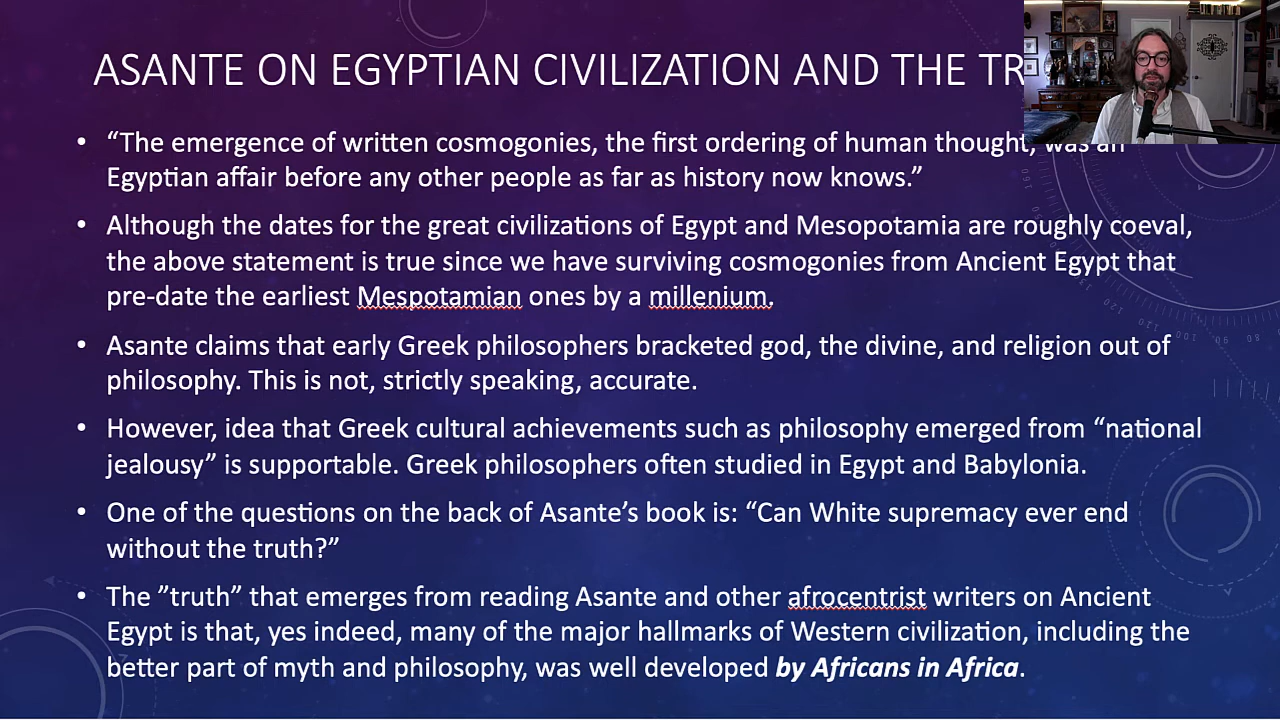 ASANTE ON EGYPTIAN CIVILIZATION AND THE TR
• “The emergence of written cosmogonies, the first ordering of human thought, was an
Egyptian affair before any other people as far as history now knows.”
• Although the dates for the great civilizations of Egypt and Mesopotamia are roughly coeval,
the above statement is true since we have surviving cosmogonies from Ancient Egypt that
pre-date the earliest Mespotamian ones by a millenium.
• Asante claims that early Greek philosophers bracketed god, the divine, and religion out of
philosophy. This is not, strictly speaking, accurate.
• However, idea that Greek cultural achievements such as philosophy emerged from “national
jealousy” is supportable. Greek philosophers often studied in Egypt and Babylonia.
• One of the questions on the back of Asante’s book is: “Can White supremacy ever end
without the truth?”
• The ”truth” that emerges from reading Asante and other afrocentrist writers on Ancient
Egypt is that, yes indeed, many of the major hallmarks of Western civilization, including the
better part of myth and philosophy, was well developed by Africans in Africa.